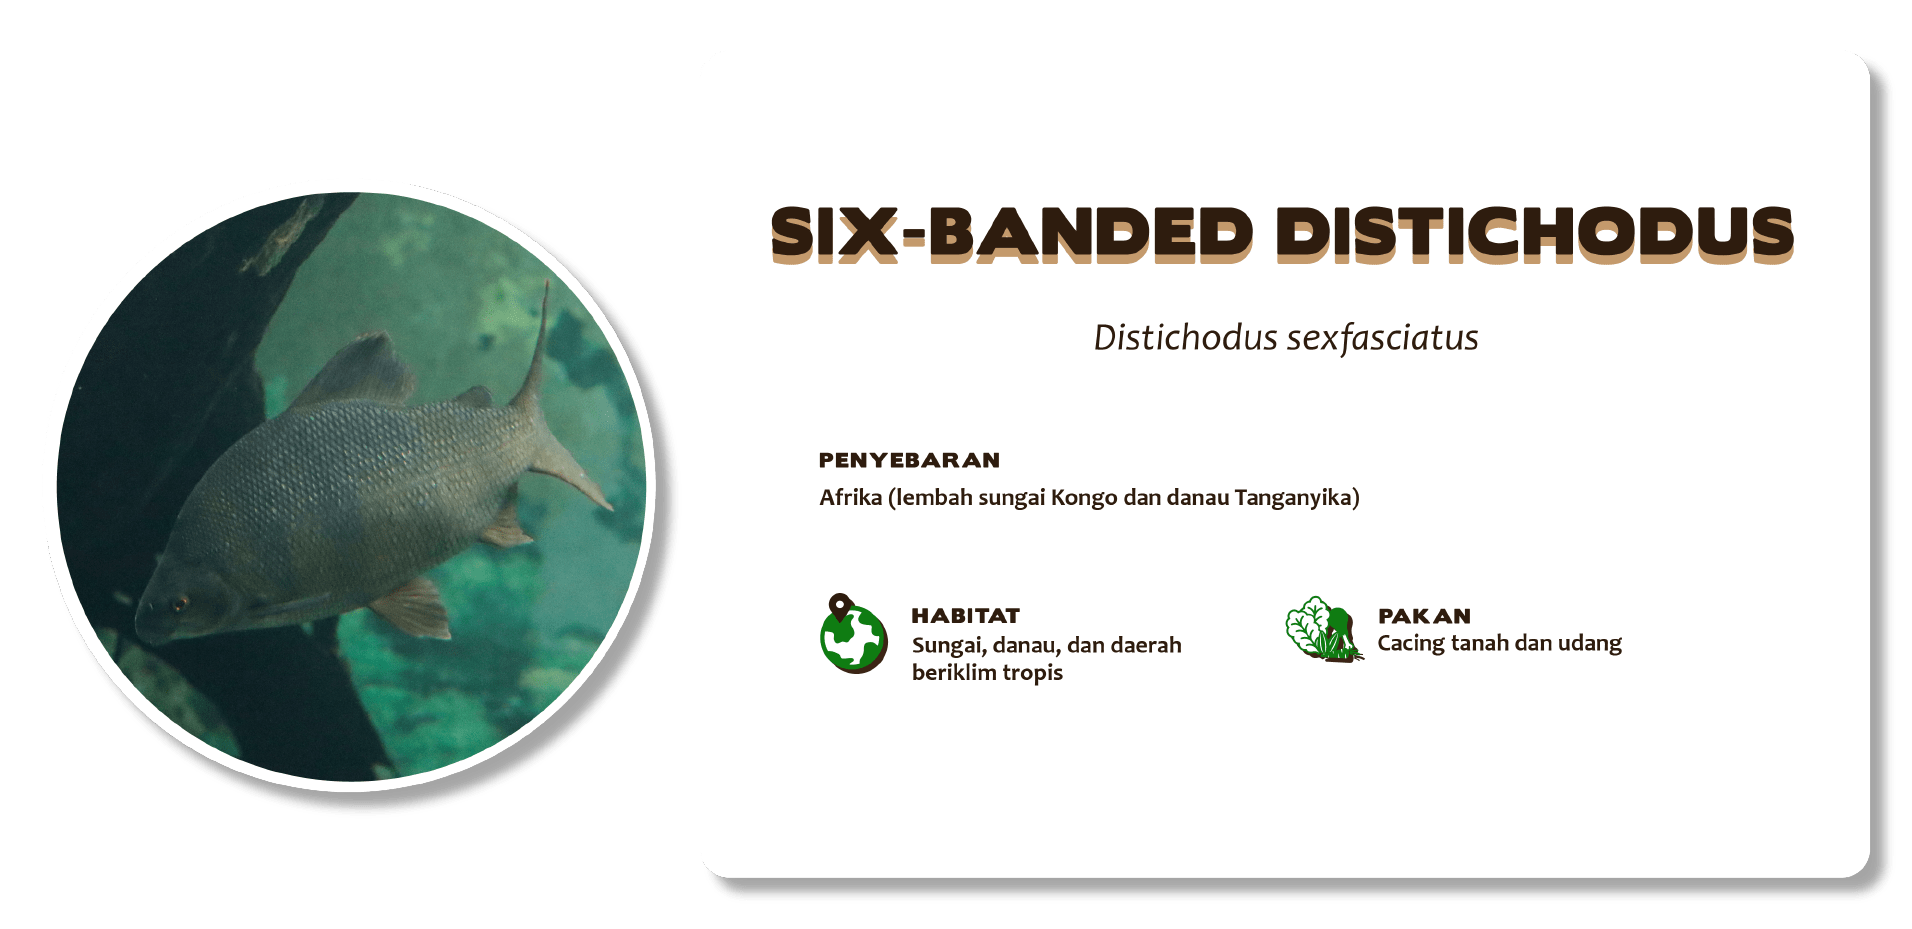 SIX-BANDED DISTICHODUS
Distichodus sexfasciatus
PENYEBARAN
Afrika (lembah sungai Kongo dan danau Tanganyika)
HABITAT
Sungai, danau, dan daerah
beriklim tropis
PAKAN
Cacing tanah dan udang